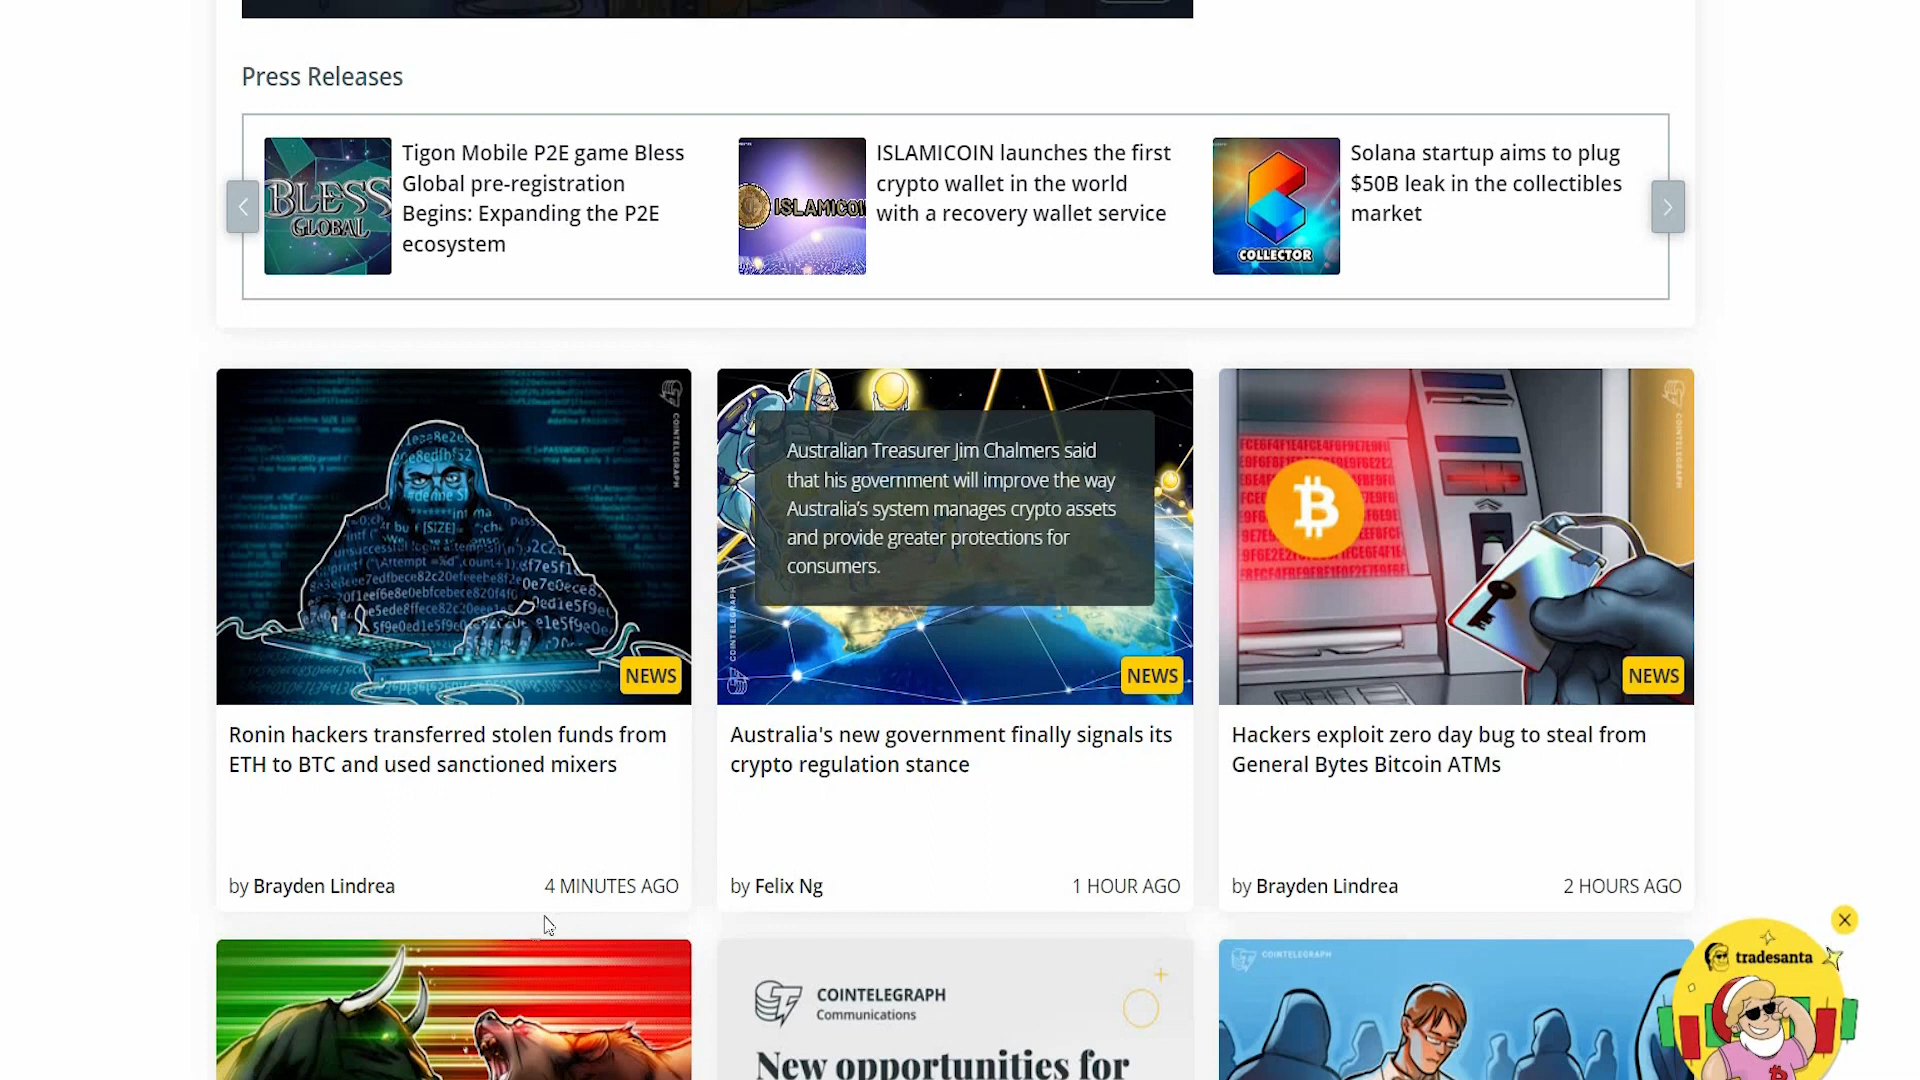 Press Releases
Tigon Mobile P2E game Bless
Global pre-registration
Begins: Expanding the P2E
ecosystem
BLESS
GLOBAL
ISLAMICOIN launches the first
crypto wallet in the world
with a recovery wallet service
ISLAMICOIN
Solana startup aims to plug
$50B leak in the collectibles
market
COLLECTOR
COINTELEGRAPH
NEWS
Ronin hackers transferred stolen funds from
ETH to BTC and used sanctioned mixers
by Brayden Lindrea
4 MINUTES AGO
Australian Treasurer Jim Chalmers said
that his government will improve the way
Australia’s system manages crypto assets
and provide greater protections for
consumers.
COINTELEGRAPH
NEWS
Australia's new government finally signals its
crypto regulation stance
by Felix Ng
1 HOUR AGO
COINTELEGRAPH
NEWS
Hackers exploit zero day bug to steal from
General Bytes Bitcoin ATMs
by Brayden Lindrea
2 HOURS AGO
COINTELEGRAPH
Communications
New opportunities for
COINTELEGRAPH
tradesanta